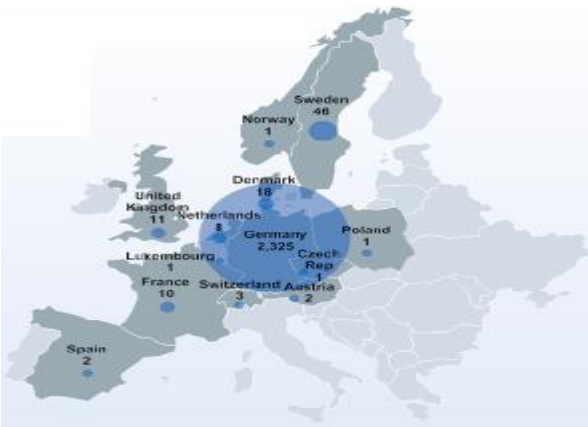 Sweden
46
Norway
1
Denmark
18
United
Kingdom
11
Netherlands
8
Germany
2,325
Poland
1
Czech
Rep
1
Luxembourg
1
France
10
Switzerland
3
Austria
2
Spain
2